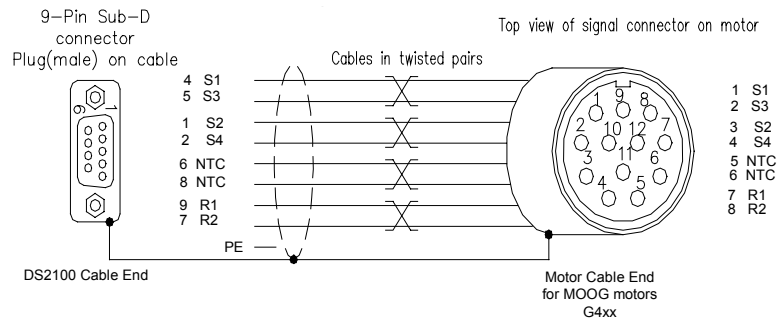 9-Pin Sub-D
connector
Plug(male) on cable
Cables in twisted pairs
Top view of signal connector on motor
6
1
4 S1
5 S3
1 S2
2 S4
6 NTC
8 NTC
9 R1
7 R2
PE
1
9
8
2
10
12
7
3
11
6
4
5
1 S1
2 S3
3 S2
4 S4
5 NTC
6 NTC
7 R1
8 R2
DS2100 Cable End
Motor Cable End
for MOOG motors
G4xx